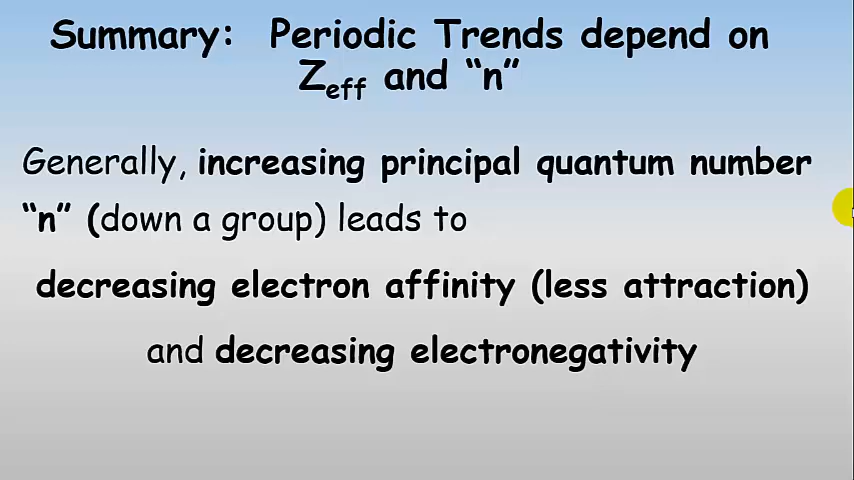 Summary: Periodic Trends depend on
Zeff and “n”
Generally, increasing principal quantum number
“n” (down a group) leads to
decreasing electron affinity (less attraction)
and decreasing electronegativity